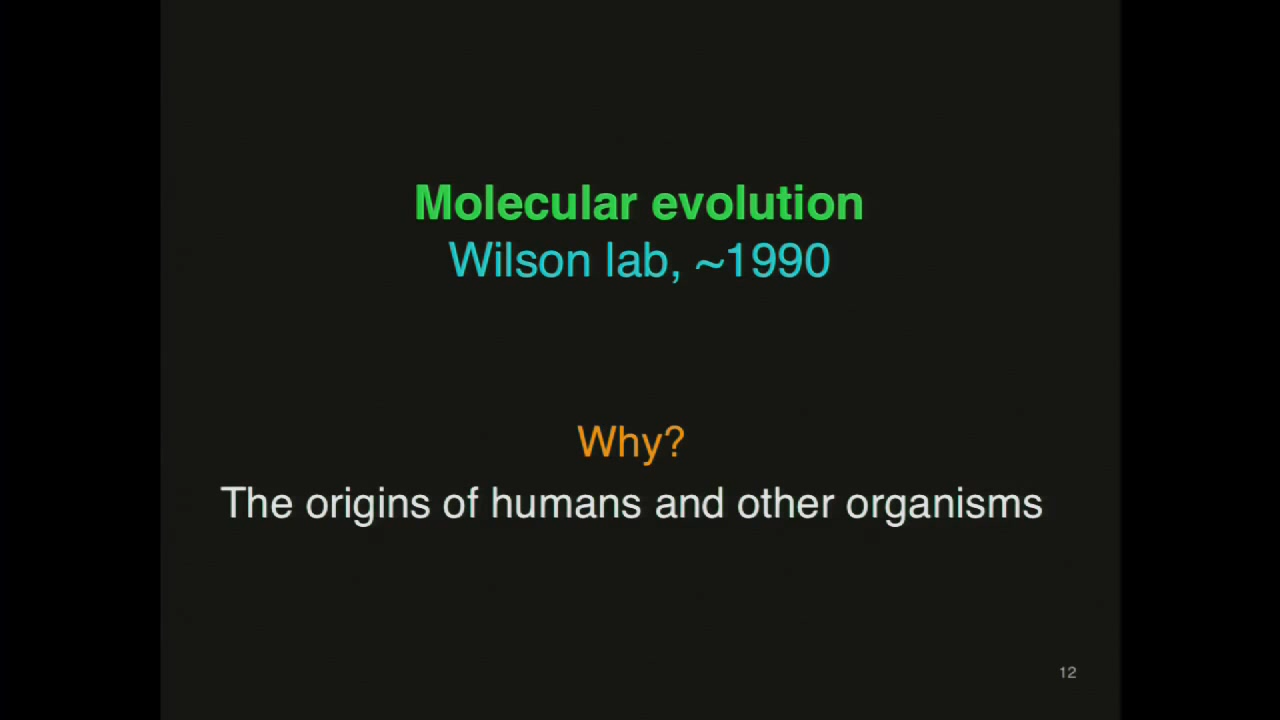 Molecular evolution
Wilson lab, ~1990
Why?
The origins of humans and other organisms
12